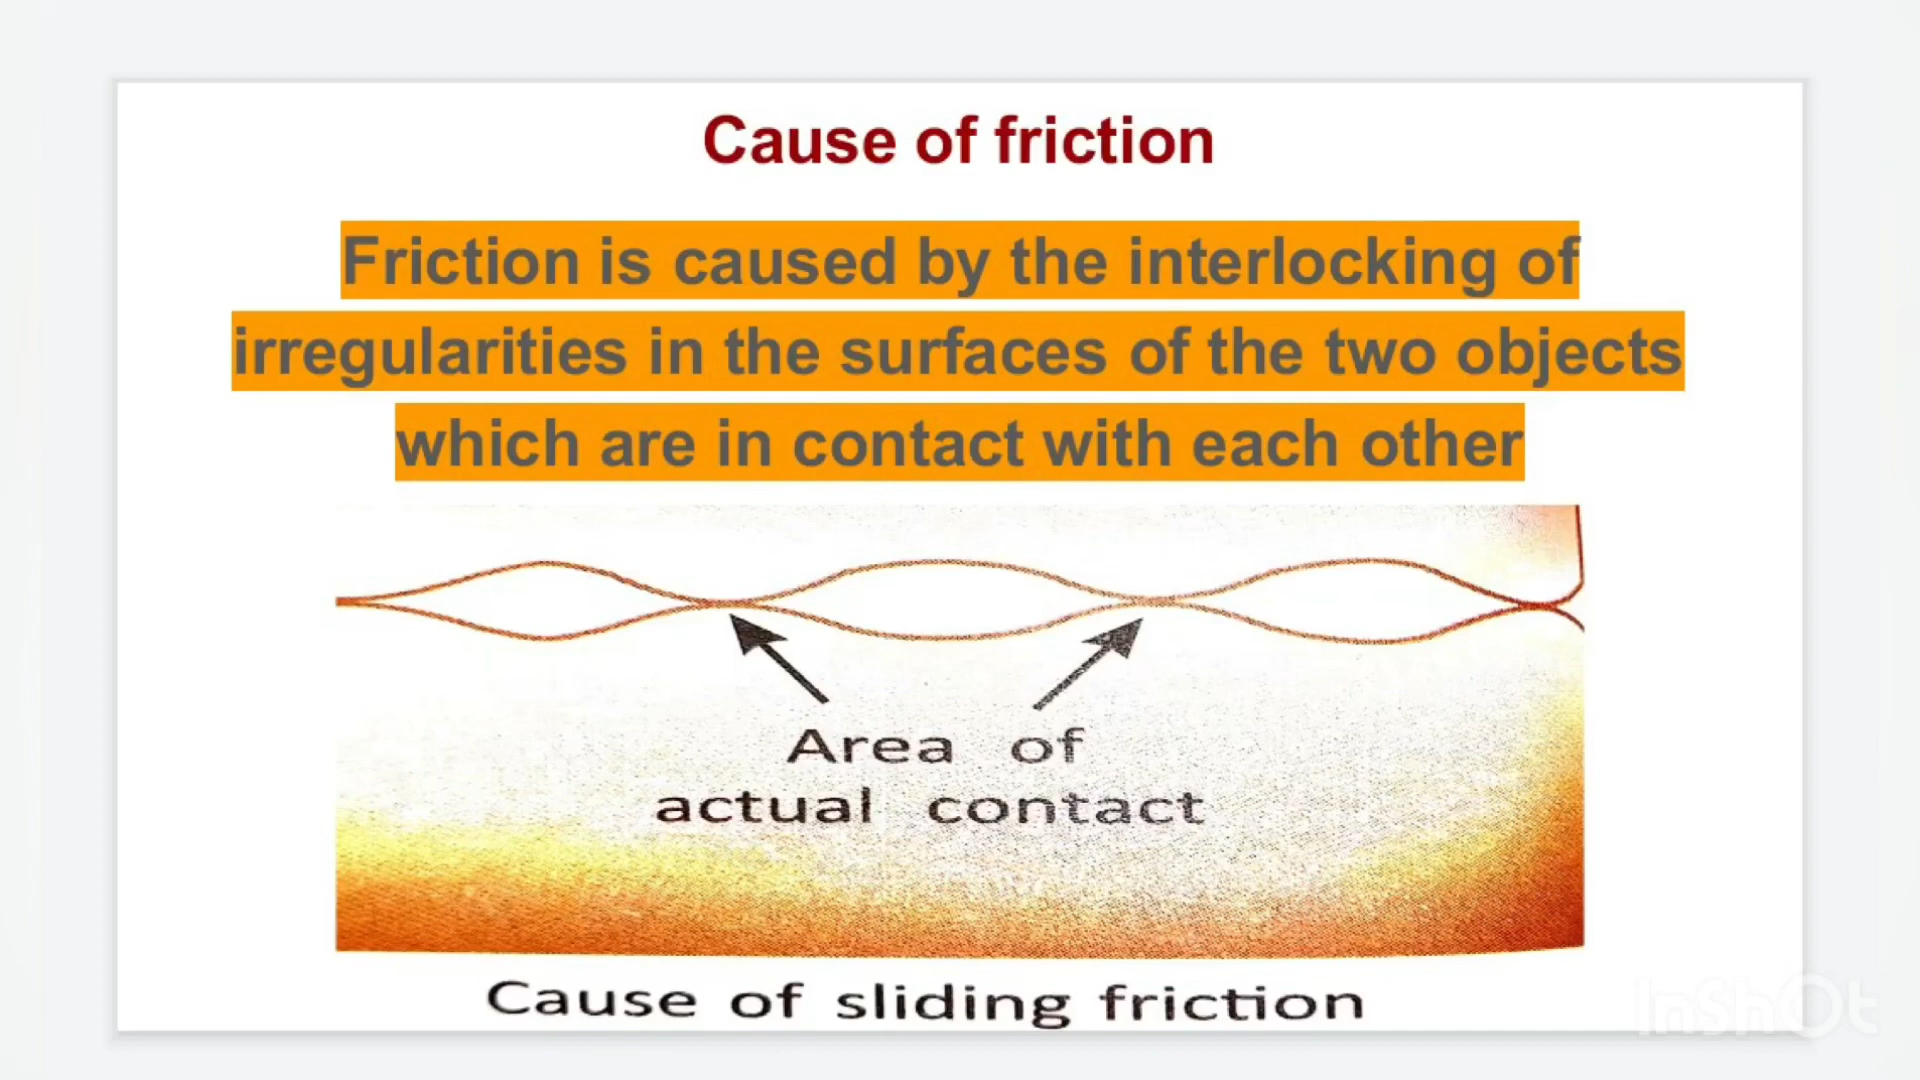 Cause of friction
Friction is caused by the interlocking of
irregularities in the surfaces of the two objects
which are in contact with each other
Area of
actual contact
Cause of sliding friction
InShOt